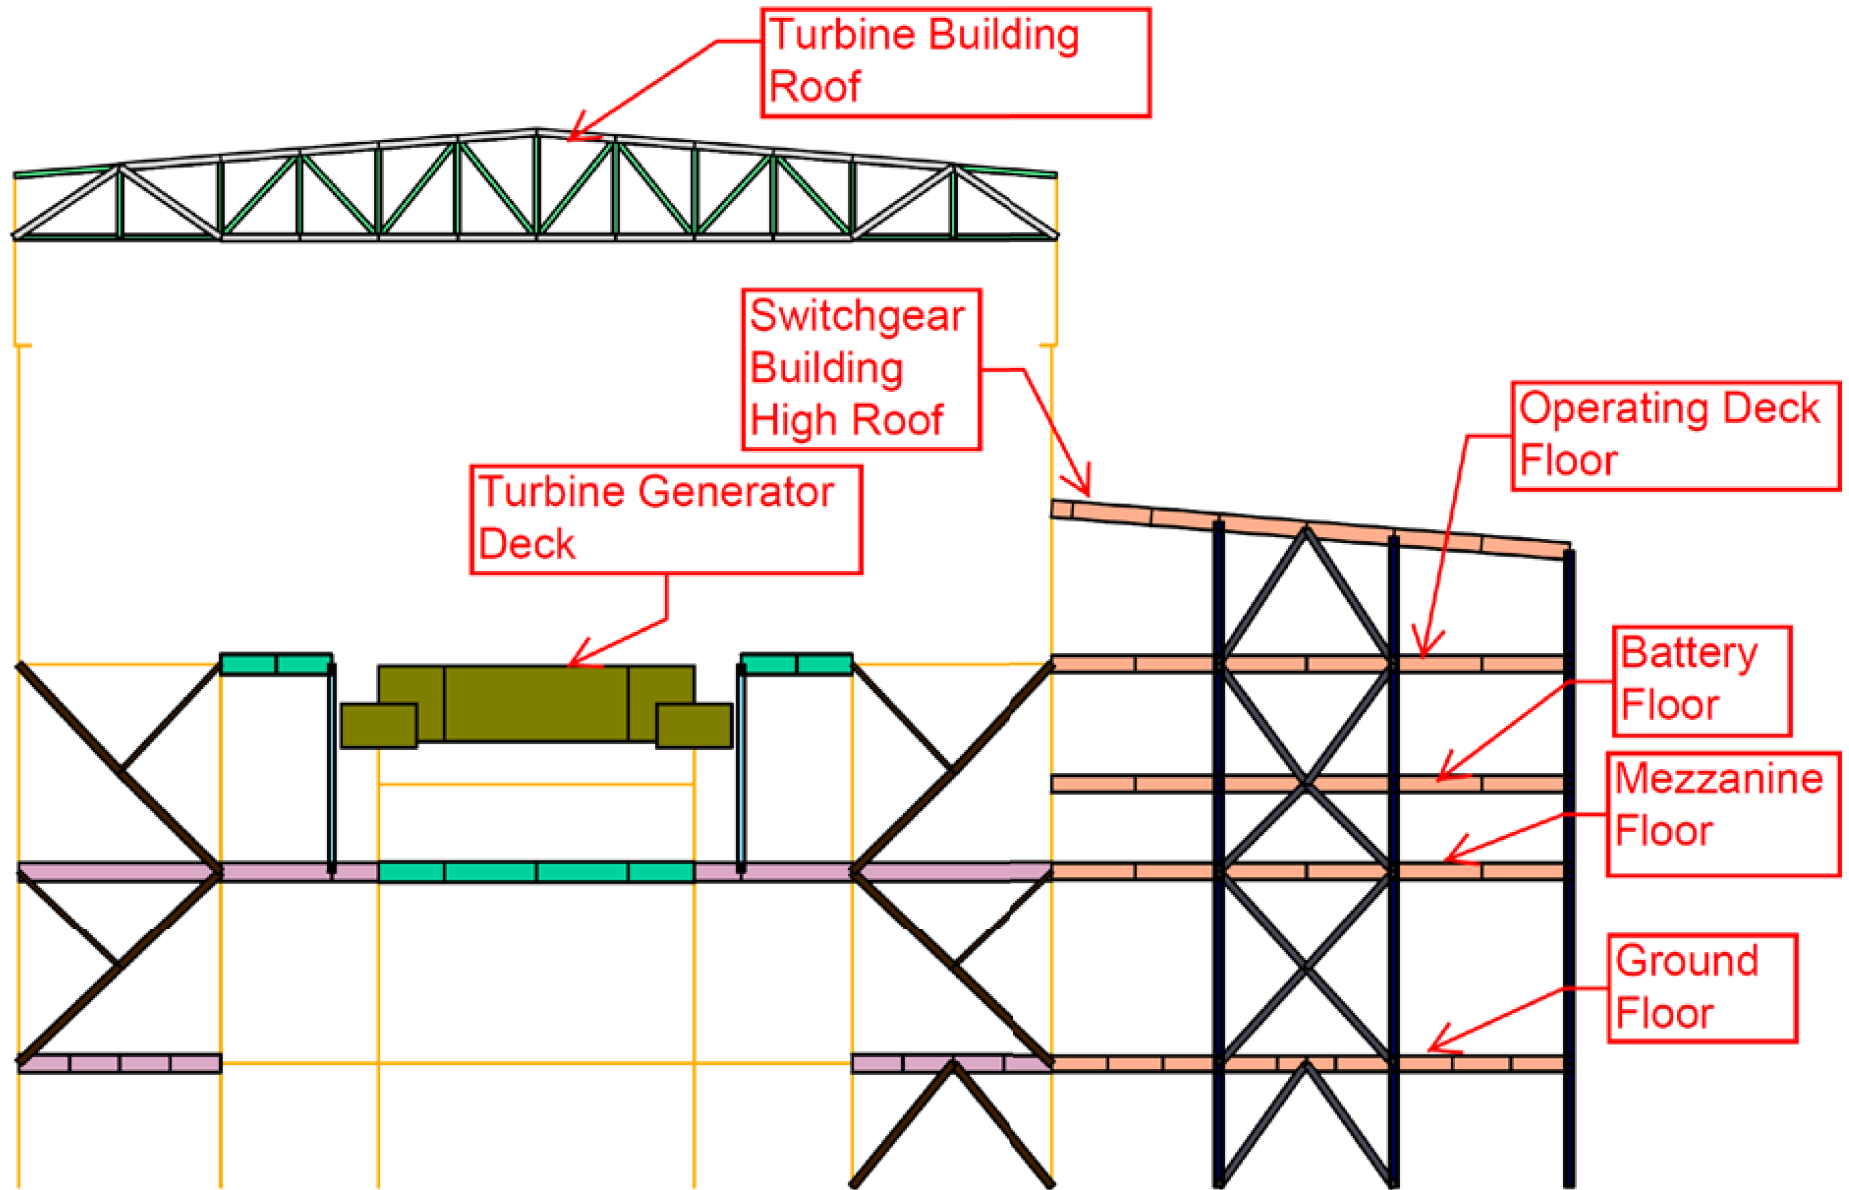 Turbine Building
Roof
Switchgear
Building
High Roof
Operating Deck
Floor
Turbine Generator
Deck
Battery
Floor
Mezzanine
Floor
Ground
Floor